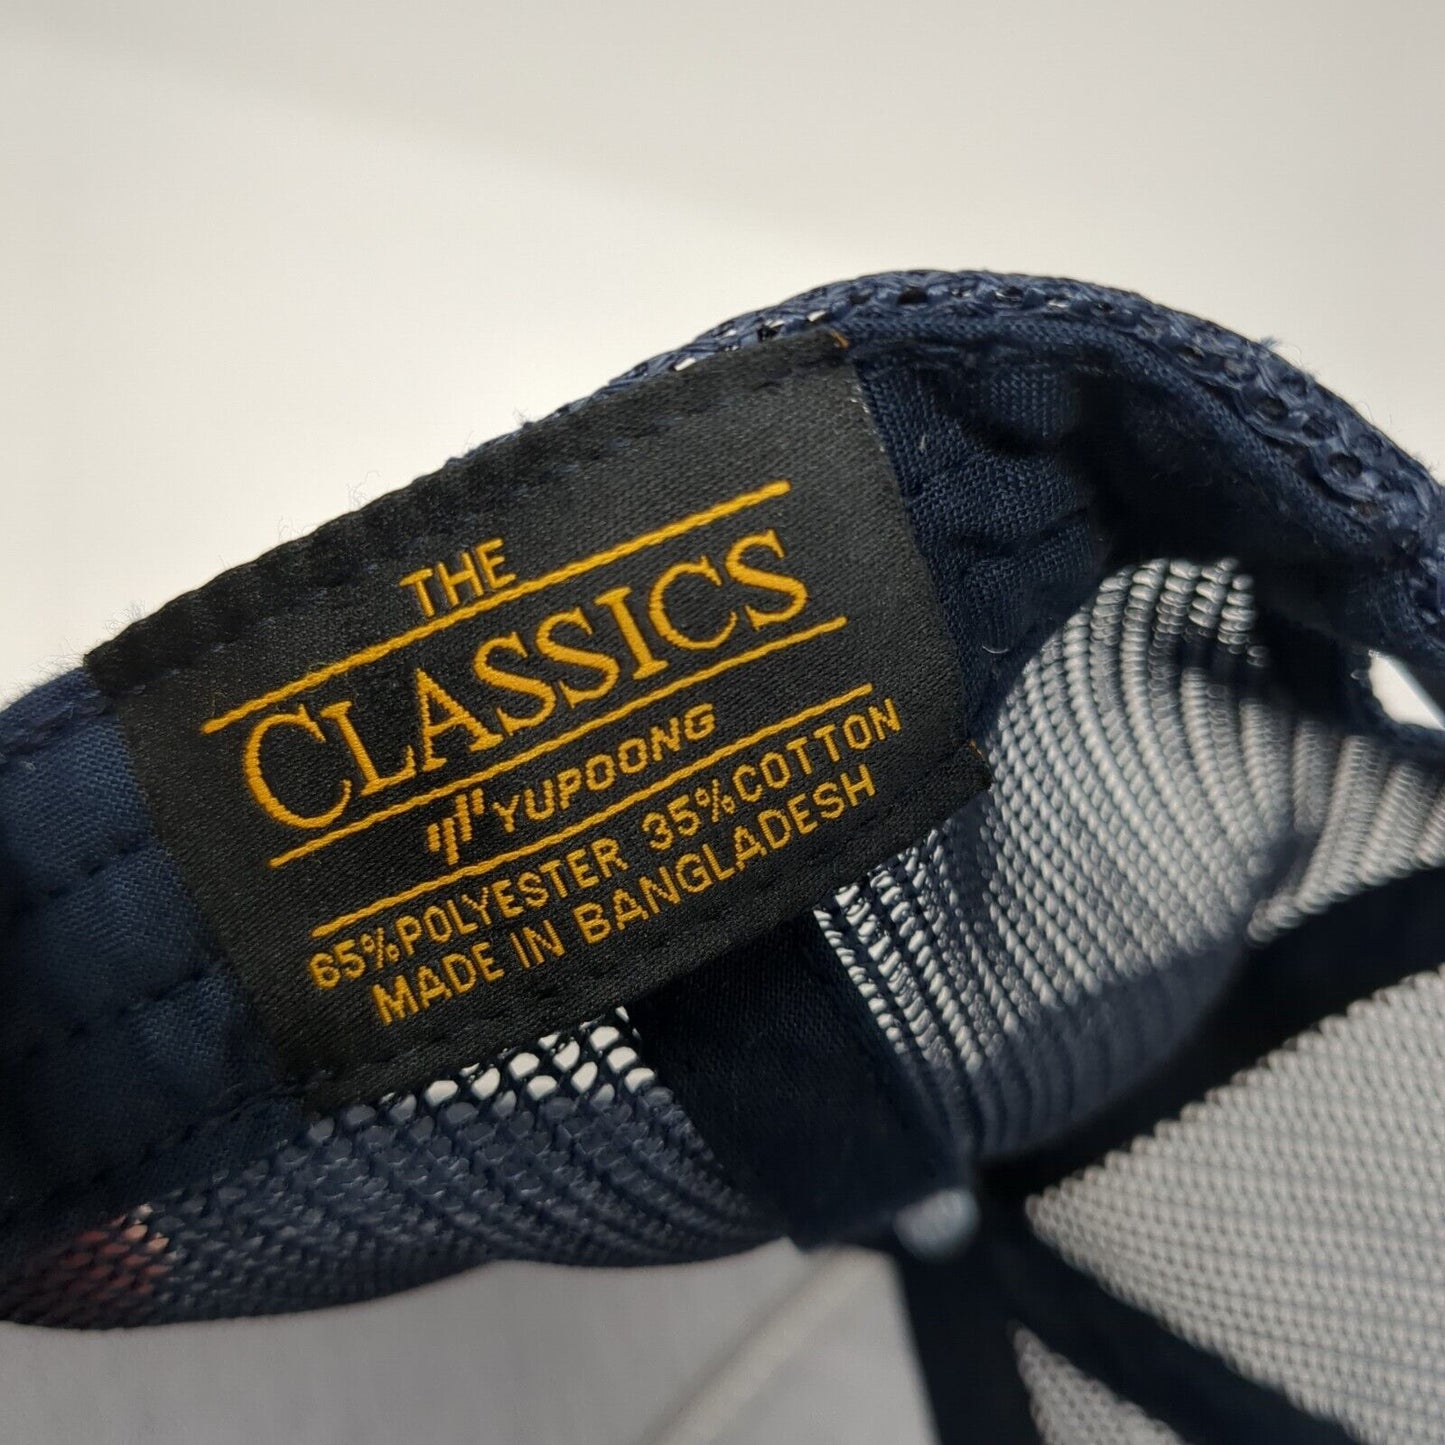 THE
CLASSICS
YUPOONG
65%POLYESTER 35%COTTON
MADE IN BANGLADESH